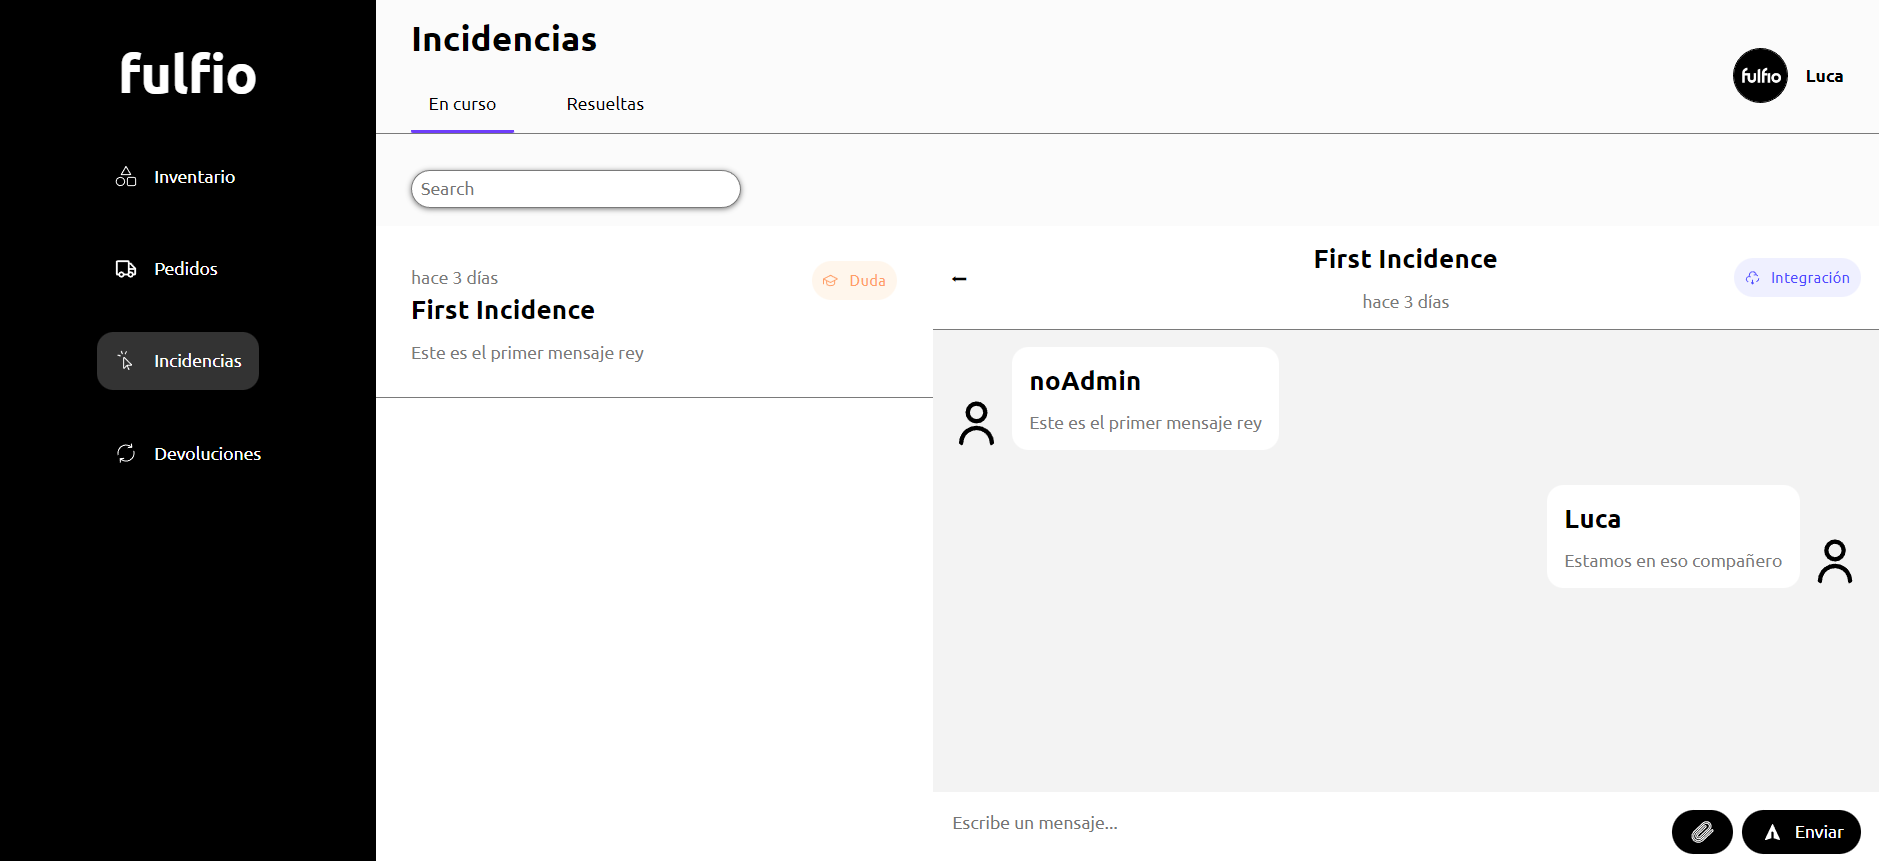 fulfio
Inventario
Pedidos
Incidencias
Devoluciones
Incidencias
En curso
Resueltas
fulfio
Luca
Search
hace 3 días
Duda
First Incidence
Este es el primer mensaje rey
First Incidence
hace 3 días
Integración
noAdmin
Este es el primer mensaje rey
Luca
Estamos en eso compañero
Escribe un mensaje...
Enviar